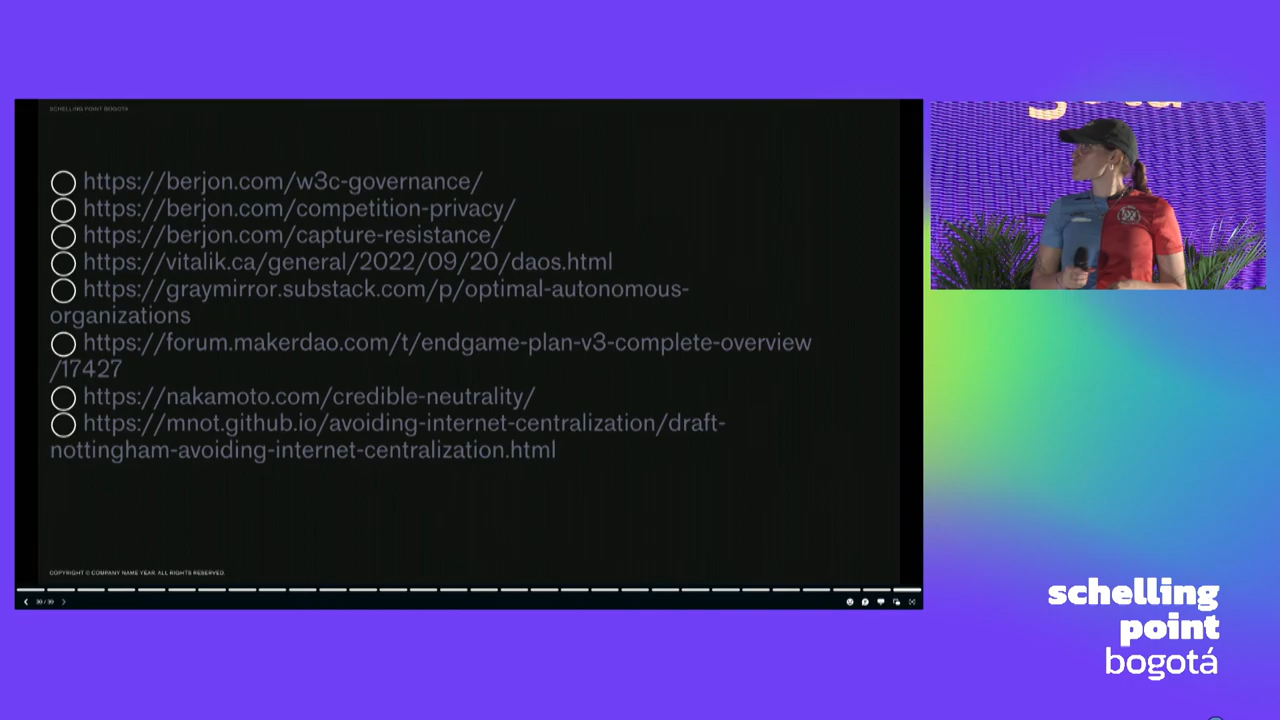 SCHELLING POINT BOGOTÁ
https://berjon.com/w3c-governance/
https://berjon.com/competition-privacy/
https://berjon.com/capture-resistance/
https://vitalik.ca/general/2022/09/20/daos.html
https://graymirror.substack.com/p/optimal-autonomous-
organizations
https://forum.makerdao.com/t/endgame-plan-v3-complete-overview
/17427
https://nakamoto.com/credible-neutrality/
https://mnot.github.io/avoiding-internet-centralization/draft-
nottingham-avoiding-internet-centralization.html
COPYRIGHT © COMPANY NAME YEAR. ALL RIGHTS RESERVED.
schelling
point
bogotá